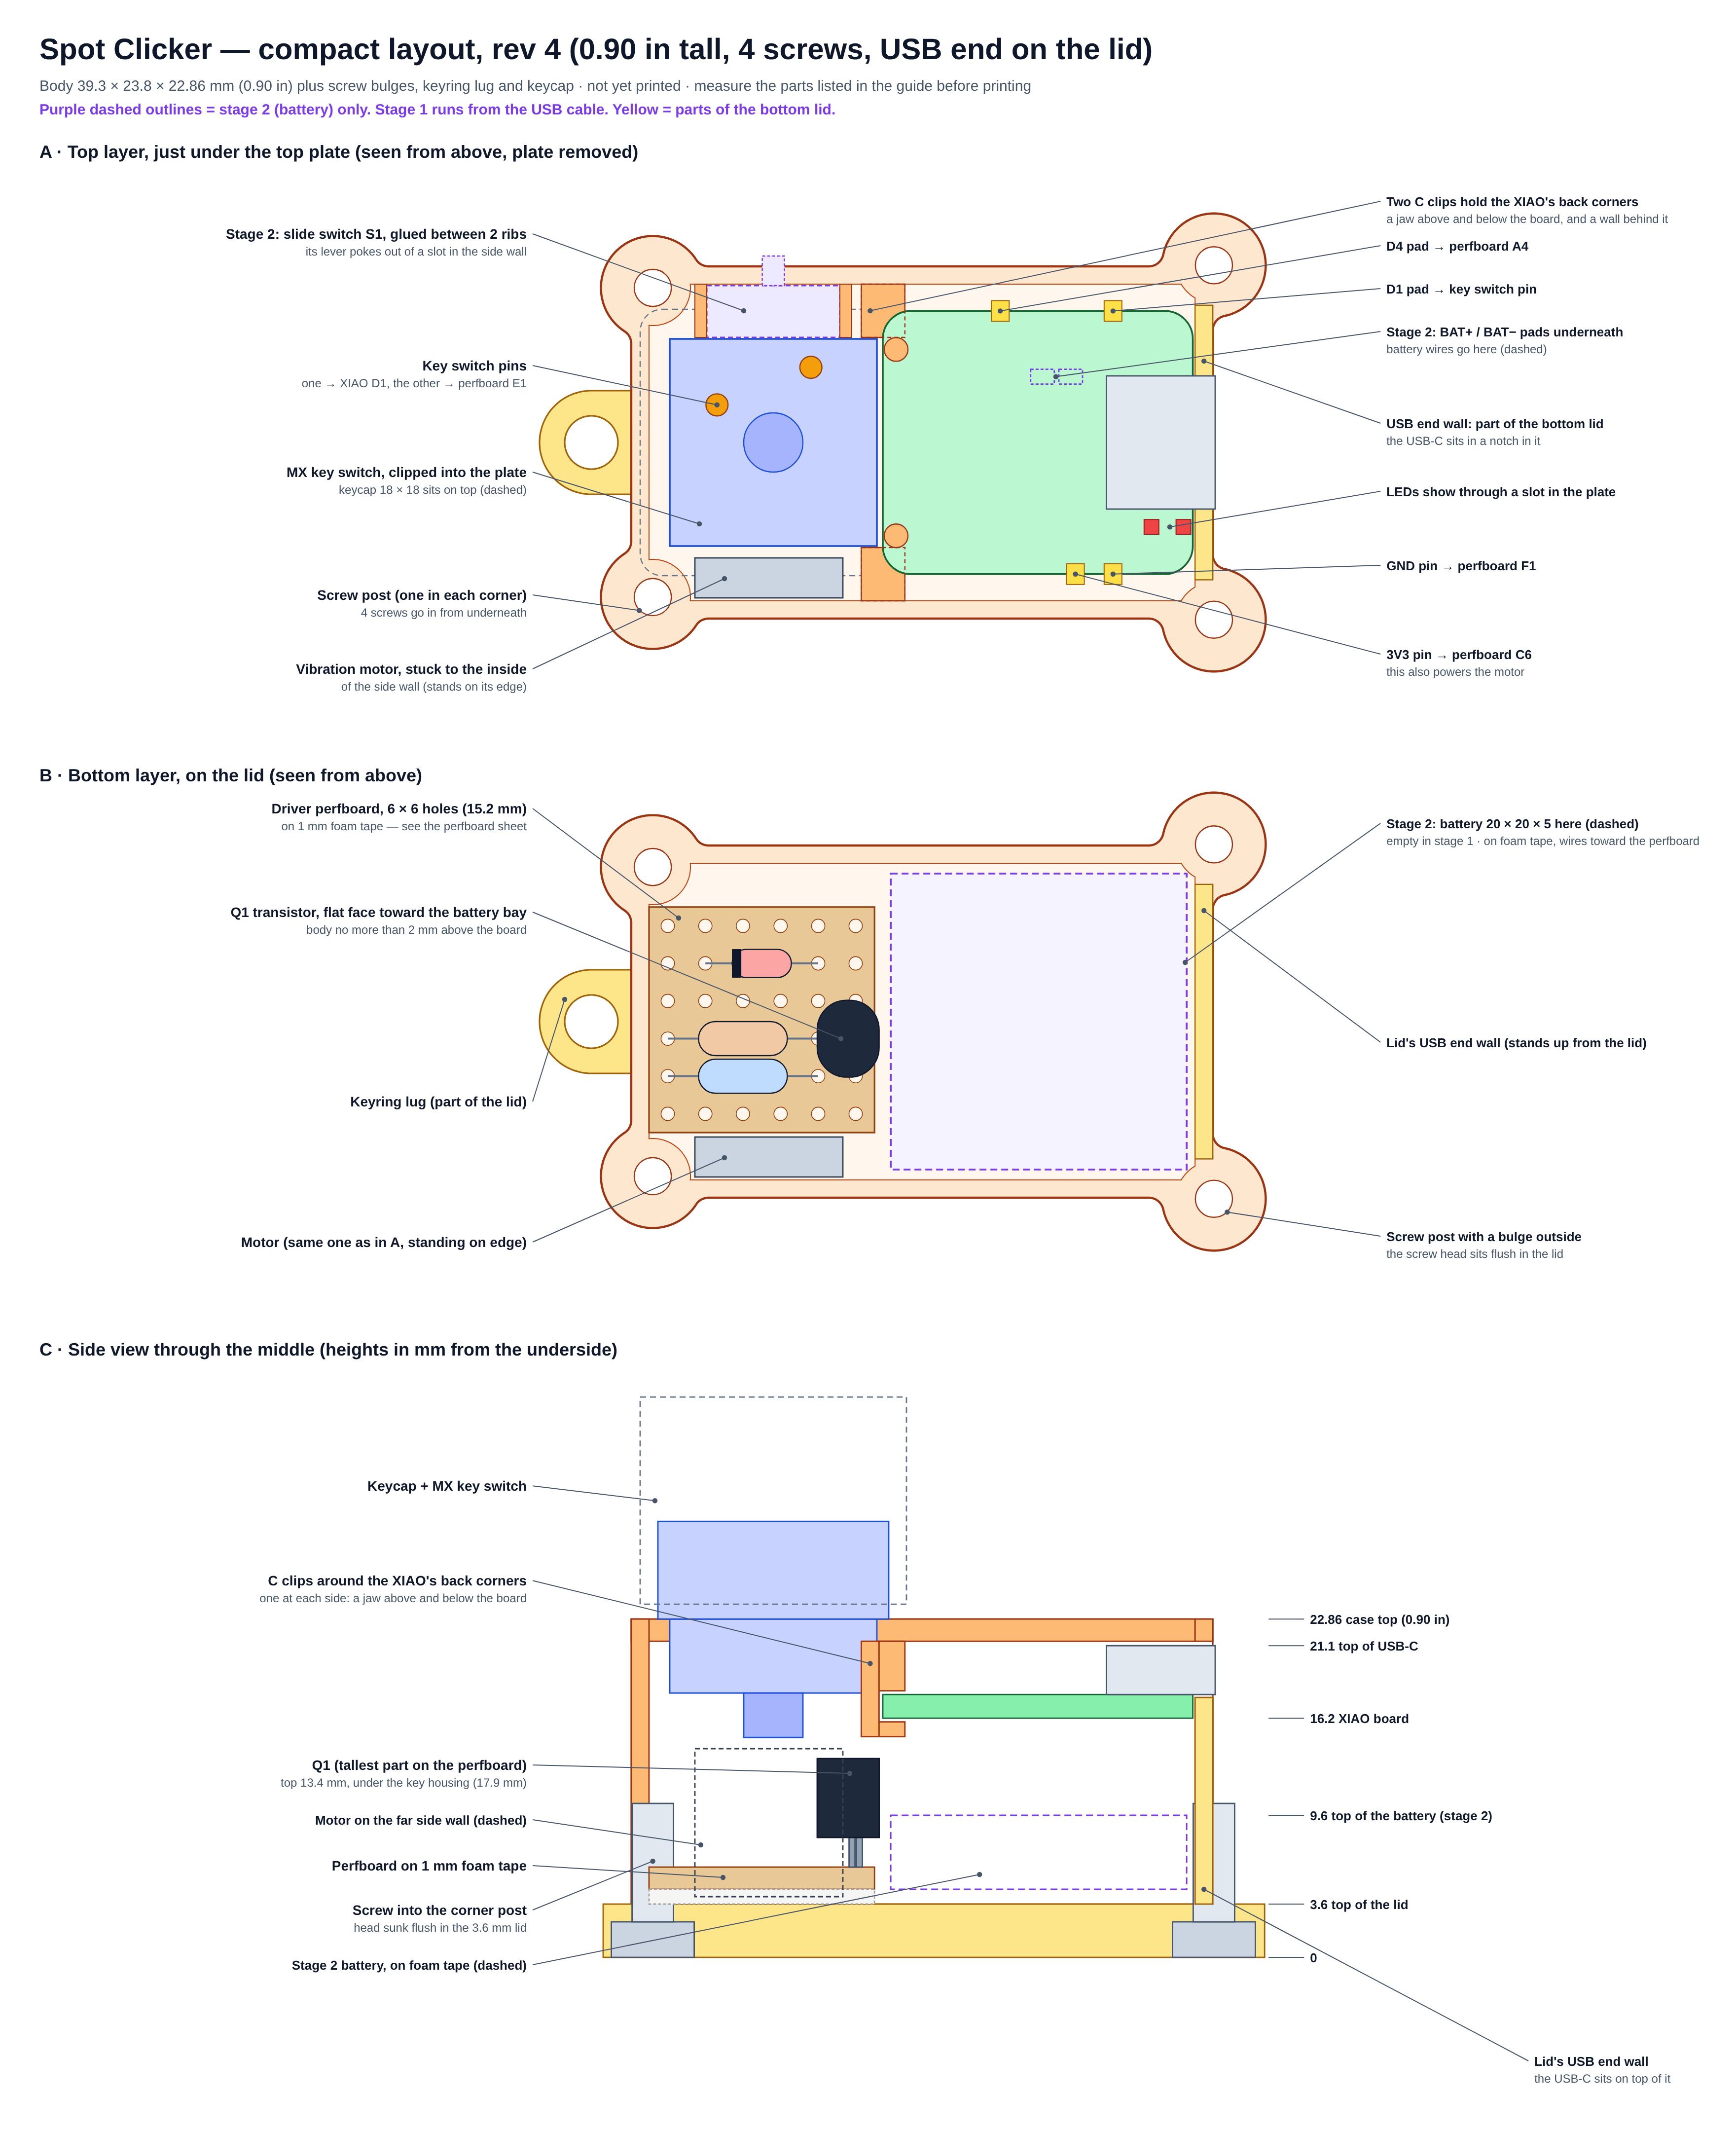 Spot Clicker — compact layout, rev 4 (0.90 in tall, 4 screws, USB end on the lid)
Body 39.3 × 23.8 × 22.86 mm (0.90 in) plus screw bulges, keyring lug and keycap · not yet printed · measure the parts listed in the guide before printing
Purple dashed outlines = stage 2 (battery) only. Stage 1 runs from the USB cable. Yellow = parts of the bottom lid.
A · Top layer, just under the top plate (seen from above, plate removed)
Stage 2: slide switch S1, glued between 2 ribs
its lever pokes out of a slot in the side wall
Key switch pins
one → XIAO D1, the other → perfboard E1
MX key switch, clipped into the plate
keycap 18 × 18 sits on top (dashed)
Screw post (one in each corner)
4 screws go in from underneath
Vibration motor, stuck to the inside
of the side wall (stands on its edge)
Two C clips hold the XIAO's back corners
a jaw above and below the board, and a wall behind it
D4 pad → perfboard A4
D1 pad → key switch pin
Stage 2: BAT+ / BAT− pads underneath
battery wires go here (dashed)
USB end wall: part of the bottom lid
the USB-C sits in a notch in it
LEDs show through a slot in the plate
GND pin → perfboard F1
3V3 pin → perfboard C6
this also powers the motor
B · Bottom layer, on the lid (seen from above)
Driver perfboard, 6 × 6 holes (15.2 mm)
on 1 mm foam tape — see the perfboard sheet
Q1 transistor, flat face toward the battery bay
body no more than 2 mm above the board
Keyring lug (part of the lid)
Motor (same one as in A, standing on edge)
Stage 2: battery 20 × 20 × 5 here (dashed)
empty in stage 1 · on foam tape, wires toward the perfboard
Lid's USB end wall (stands up from the lid)
Screw post with a bulge outside
the screw head sits flush in the lid
C · Side view through the middle (heights in mm from the underside)
Keycap + MX key switch
C clips around the XIAO's back corners
one at each side: a jaw above and below the board
Q1 (tallest part on the perfboard)
top 13.4 mm, under the key housing (17.9 mm)
Motor on the far side wall (dashed)
Perfboard on 1 mm foam tape
Screw into the corner post
head sunk flush in the 3.6 mm lid
Stage 2 battery, on foam tape (dashed)
22.86 case top (0.90 in)
21.1 top of USB-C
16.2 XIAO board
9.6 top of the battery (stage 2)
3.6 top of the lid
0
Lid's USB end wall
the USB-C sits on top of it